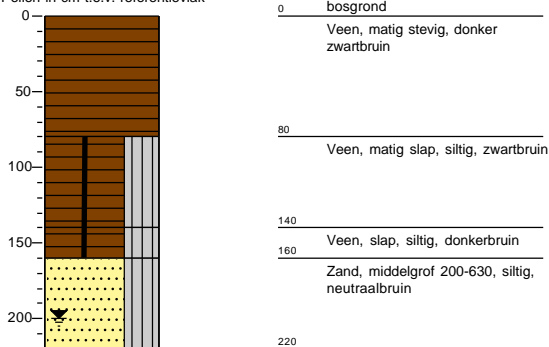 Peilen in cm t.o.v. referentievlak
0
50
100
150
200
0
bosgrond
Veen, matig stevig, donker
zwartbruin
80
Veen, matig slap, siltig, zwartbruin
140
Veen, slap, siltig, donkerbruin
160
Zand, middelgrof 200-630, siltig,
neutraalbruin
220